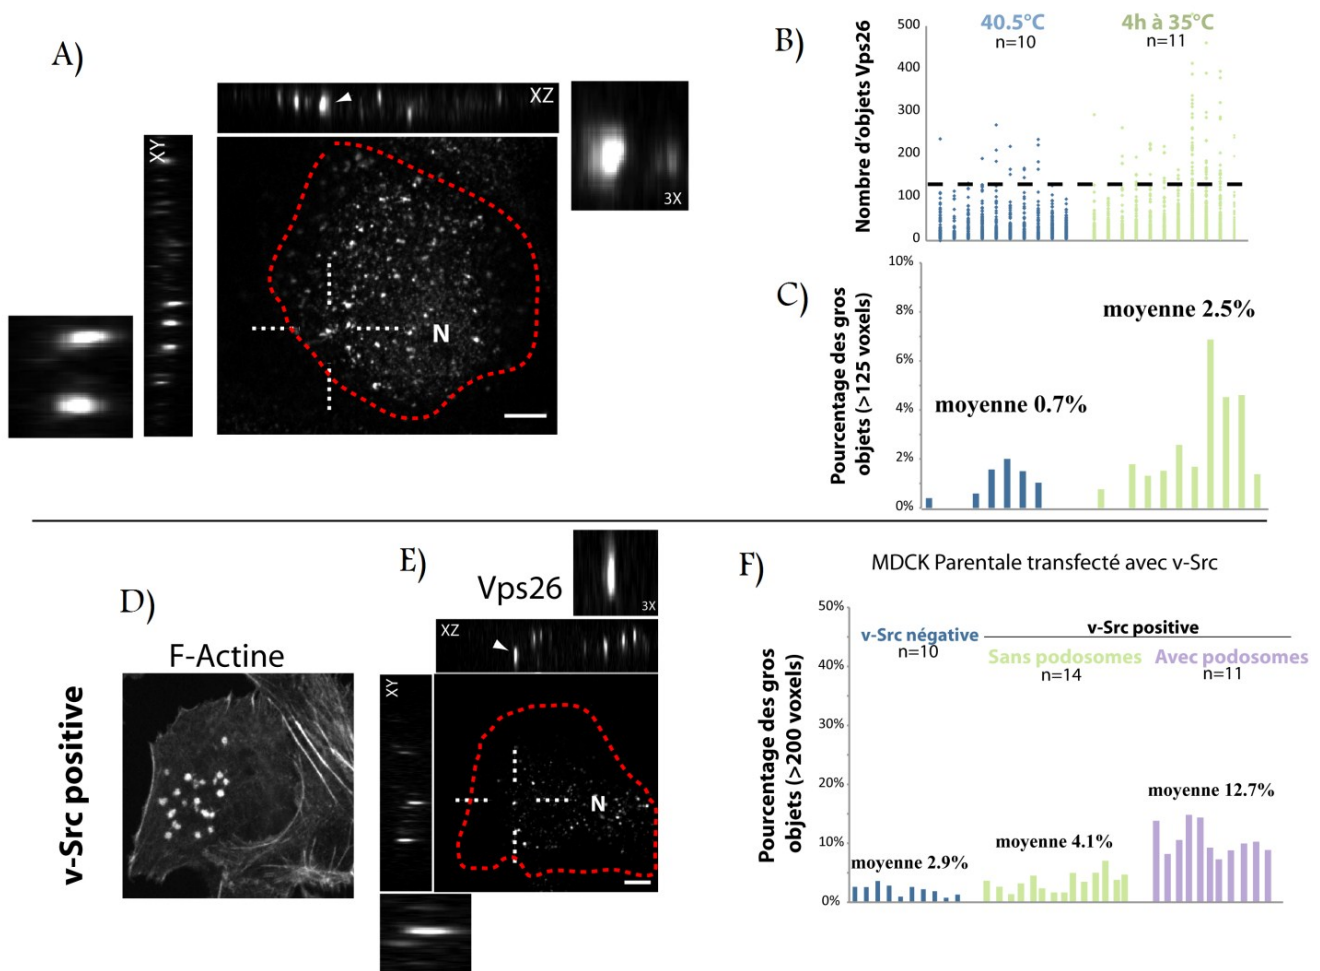 A)
XZ
XY
3X
N
B)
Nombre d'objets Vps26
500
400
300
200
100
0
40.5°C
n=10
4h à 35°C
n=11
C)
Pourcentage des gros
objets (>125 voxels)
10%
8%
6%
4%
2%
0%
moyenne 0.7%
moyenne 2.5%
v-Src positive
D)
F-Actine
E)
Vps26
3X
XZ
XY
N
F)
MDCK Parentale transfecté avec v-Src
Pourcentage des gros
objets (>200 voxels)
50%
40%
30%
20%
10%
0%
v-Src négative
n=10
v-Src positive
Sans podosomes
n=14
Avec podosomes
n=11
moyenne 2.9%
moyenne 4.1%
moyenne 12.7%